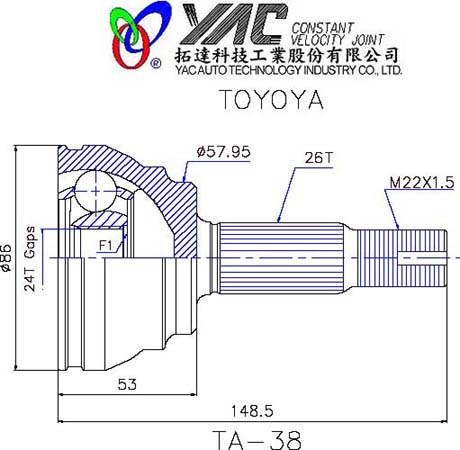 YAC CONSTANT
VELOCITY JOINT
®
拓達科技工業股份有限公司
® YAC AUTO TECHNOLOGY INDUSTRY CO., LTD.
TOYOYA
ø57.95
26T
M22X1.5
ø86
24T Gaps
F1
53
148.5
TA-38